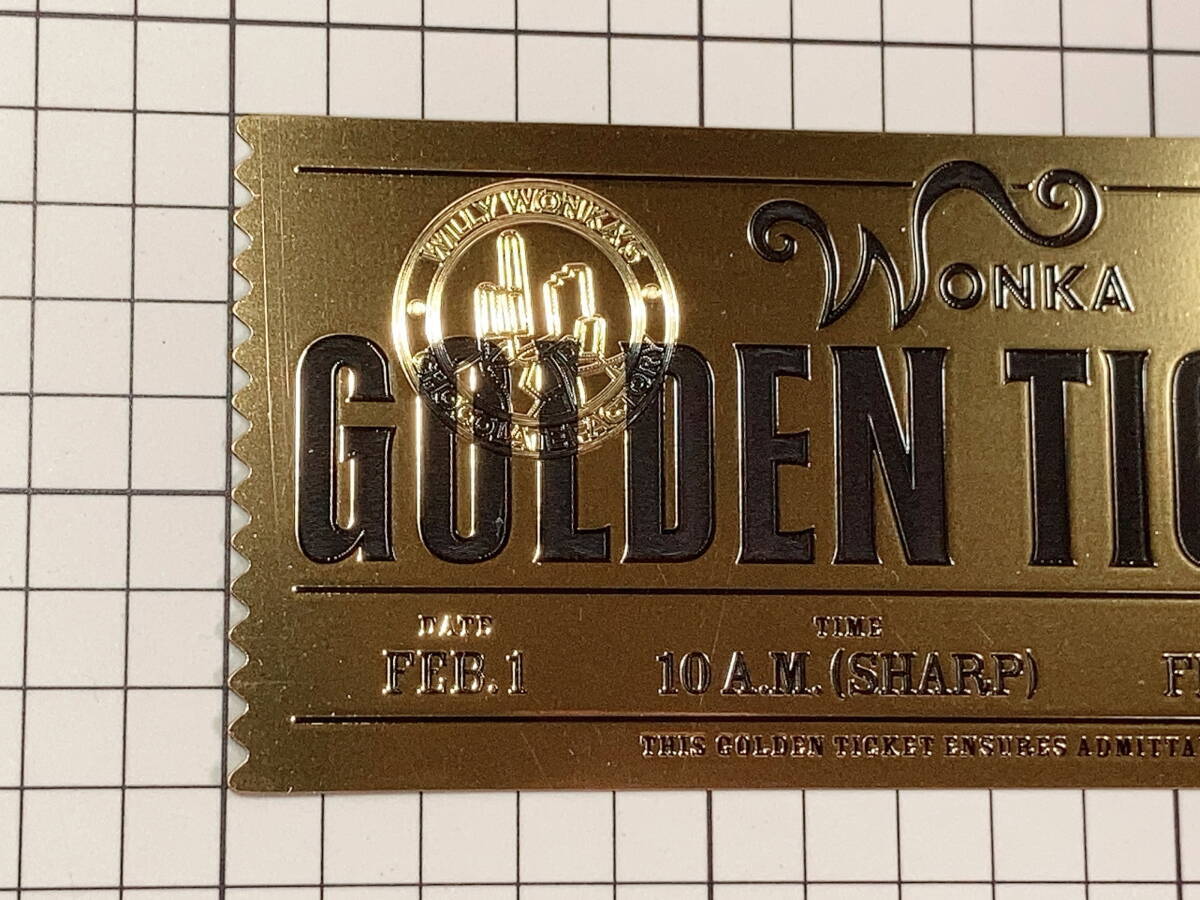 WILLY WONKA'S
CHOCOLATE FACTORY
WONKA
GOLDEN TIC
DATE
TIME
FEB. 1
10 A.M. (SHARP)
F
THIS GOLDEN TICKET ENSURES ADMITTA